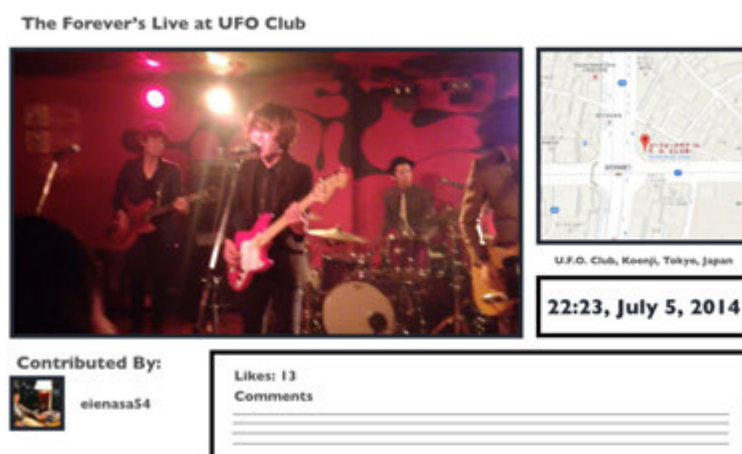 The Forever's Live at UFO Club
U.F.O. Club, Koenji, Tokyo, Japan
22:23, July 5, 2014
Contributed By:
eienasa54
Likes: 13
Comments